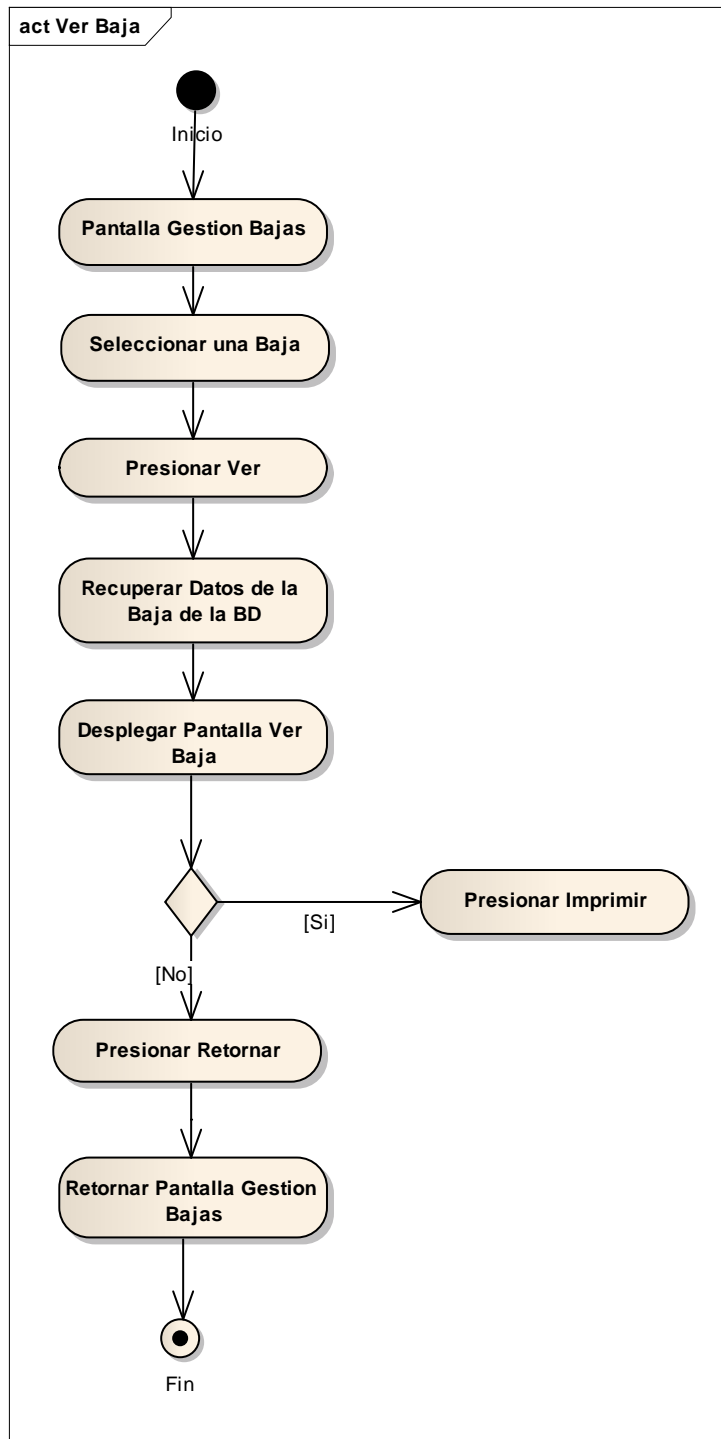 act Ver Baja
Inicio
Pantalla Gestion Bajas
Seleccionar una Baja
Presionar Ver
Recuperar Datos de la
Baja de la BD
Desplegar Pantalla Ver
Baja
Presionar Imprimir
[Si]
[No]
Presionar Retornar
Retornar Pantalla Gestion
Bajas
Fin